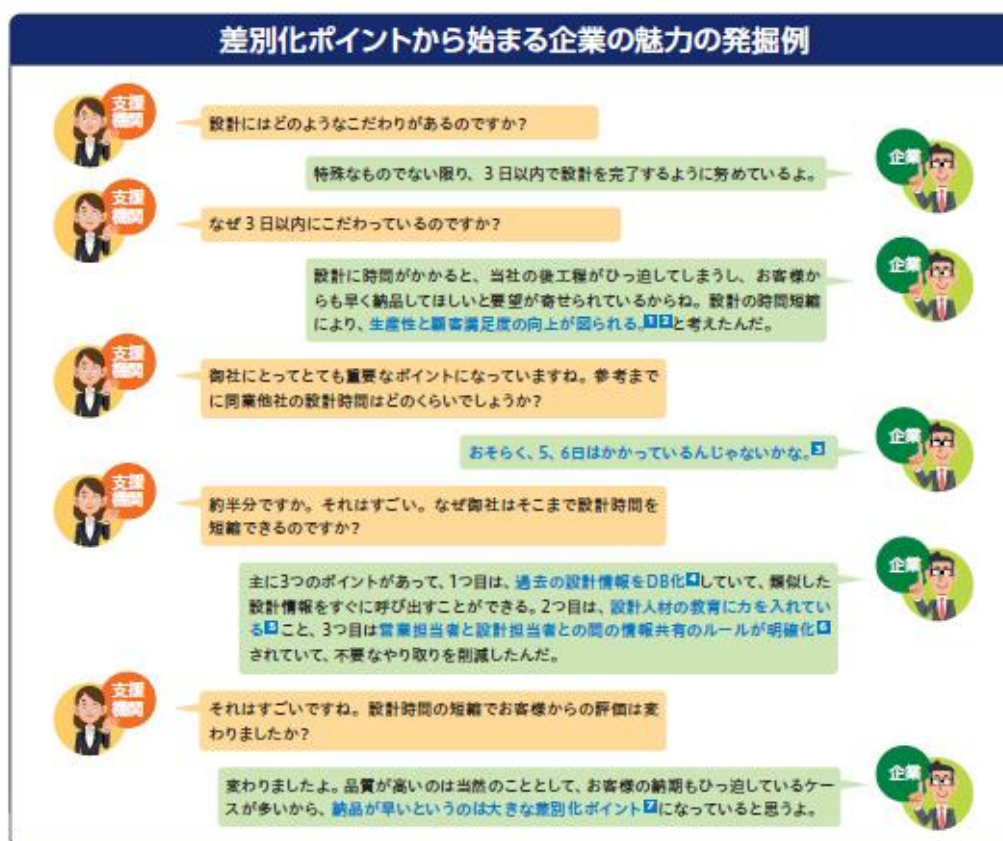 差別化ポイントから始まる企業の魅力の発掘例
支援
機関
設計にはどのようなこだわりがあるのですか？
企業
特殊なものでない限り、3日以内で設計を完了するように努めているよ。
支援
機関
なぜ3日以内にこだわっているのですか？
企業
設計に時間がかかると、当社の後工程がひっ迫してしまうし、お客様か
らも早く納品してほしいと要望が寄せられているからね。設計の時間短縮
により、生産性と顧客満足度の向上が図られる。1 2と考えたんだ。
支援
機関
御社にとってとても重要なポイントになっていますね。参考まで
に同業他社の設計時間はどのくらいでしょうか？
企業
おそらく、5、6日はかかっているんじゃないかな。3
支援
機関
約半分ですか。それはすごい。なぜ御社はそこまで設計時間を
短縮できるのですか？
企業
主に3つのポイントがあって、1つ目は、過去の設計情報をDB化4していて、類似した
設計情報をすぐに呼び出すことができる。2つ目は、設計人材の教育に力を入れてい
る5こと、3つ目は営業担当者と設計担当者との間の情報共有のルールが明確化6
されていて、不要なやり取りを削減したんだ。
支援
機関
それはすごいですね。設計時間の短縮でお客様からの評価は変
わりましたか？
企業
変わりましたよ。品質が高いのは当然のこととして、お客様の納期もひっ迫しているケー
スが多いから、納品が早いというのは大きな差別化ポイント7になっていると思うよ。